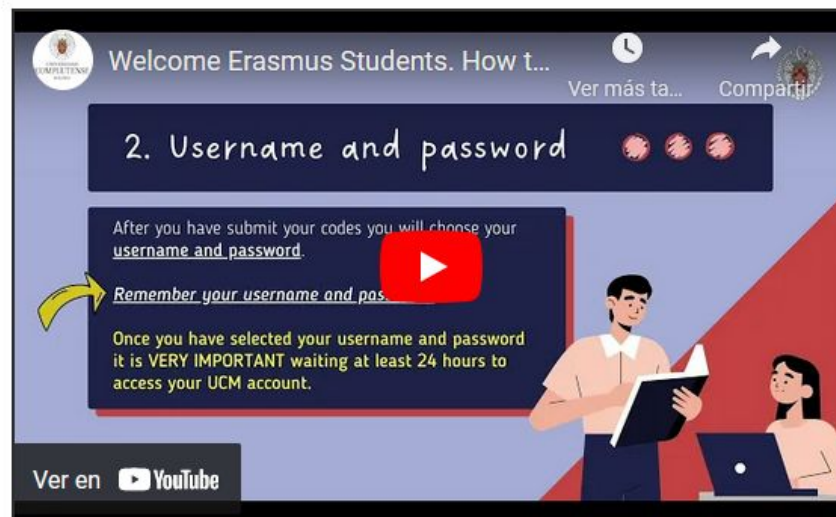 UNIVERSIDAD
COMPLUTENSE
Welcome Erasmus Students. How t...
Ver más ta...
Compartir
2. Username and password
After you have submit your codes you will choose your
username and password.
Remember your username and
Once you have selected your username and password
it is VERY IMPORTANT waiting at least 24 hours to
access your UCM account.
Ver en YouTube